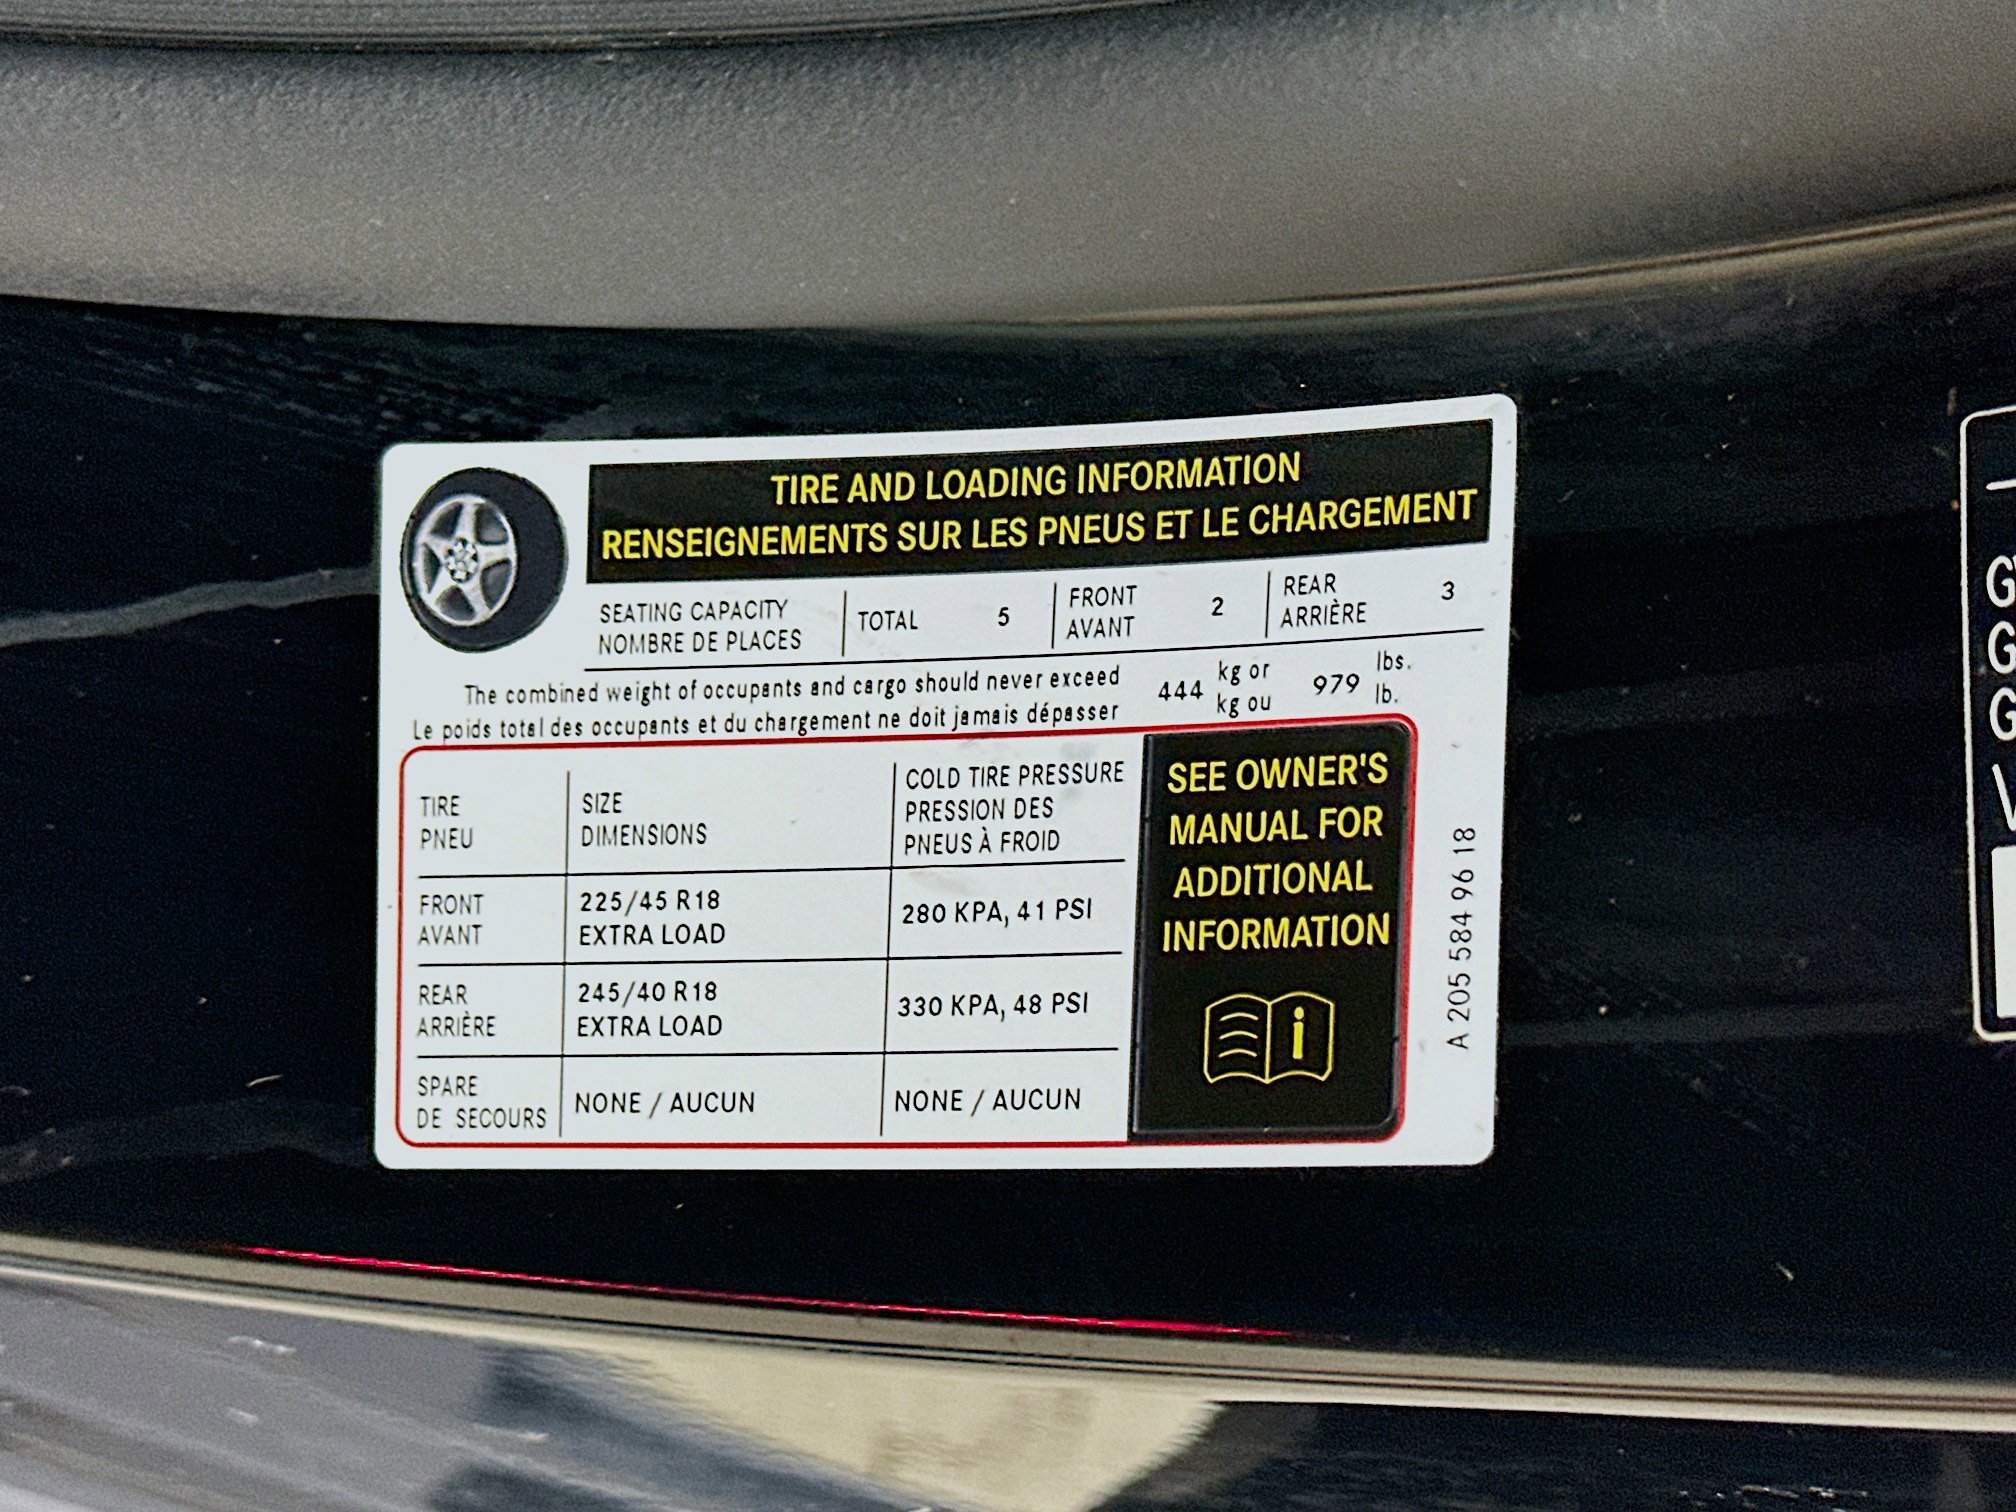 TIRE AND LOADING INFORMATION
RENSEIGNEMENTS SUR LES PNEUS ET LE CHARGEMENT
SEATING CAPACITY
NOMBRE DE PLACES
TOTAL 5
FRONT
AVANT
2
REAR
ARRIÈRE
3
The combined weight of occupants and cargo should never exceed
Le poids total des occupants et du chargement ne doit jamais dépasser
444
kg or
kg ou
979
lbs.
lb.
TIRE
PNEU
SIZE
DIMENSIONS
COLD TIRE PRESSURE
PRESSION DES
PNEUS À FROID
FRONT
AVANT
225/45 R18
EXTRA LOAD
280 KPA, 41 PSI
REAR
ARRIÈRE
245/40 R18
EXTRA LOAD
330 KPA, 48 PSI
SPARE
DE SECOURS
NONE / AUCUN
NONE / AUCUN
SEE OWNER'S
MANUAL FOR
ADDITIONAL
INFORMATION
i
A 205 584 96 18